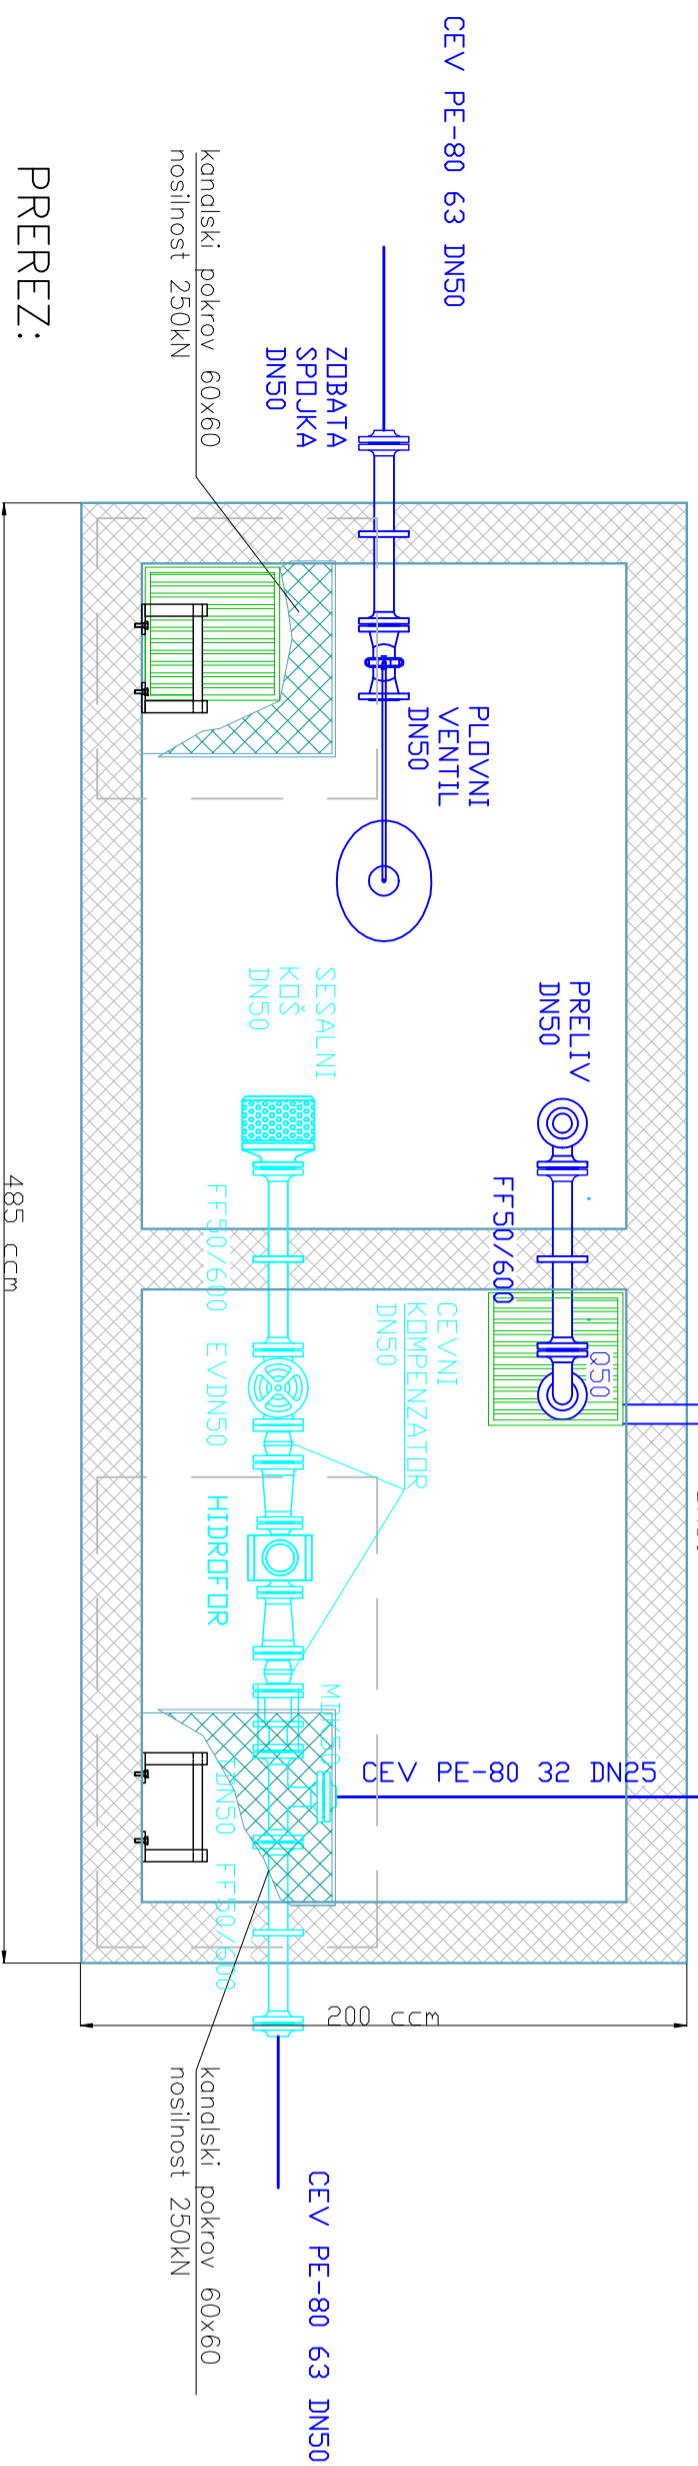 CEV PE-80 63 DN50
kanalski pokrov 60x60
nosilnost 250kN
PREREZ:
ZOBATA
SPOJKA
DN50
PLOVNI
VENTIL
DN50
PRELIV
DN50
SESALNI
KOŠ
DN50
FF50/600
Q50
FF50/600
EVDN50
CEVNI
KOMPENZATOR
DN50
HIDROFOR
485 ccm
CEV PE-80 32 DN25
FF50/600
200 ccm
kanalski pokrov 60x60
nosilnost 250kN
CEV PE-80 63 DN50